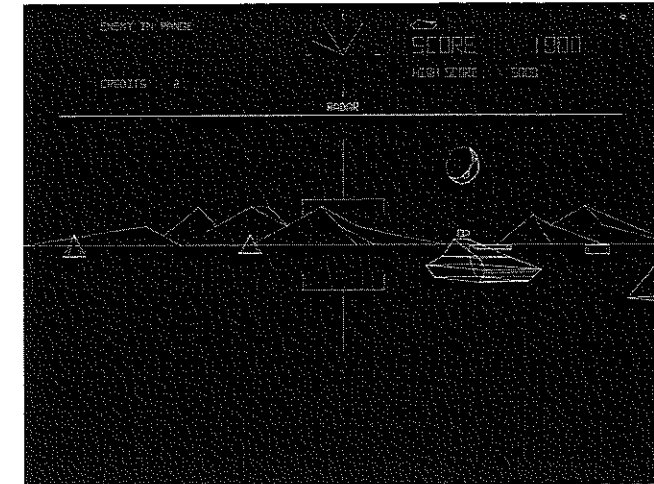 ENEMY IN RANGE
SCORE 1000
HIGH SCORE 5000
CREDITS 2
RADAR